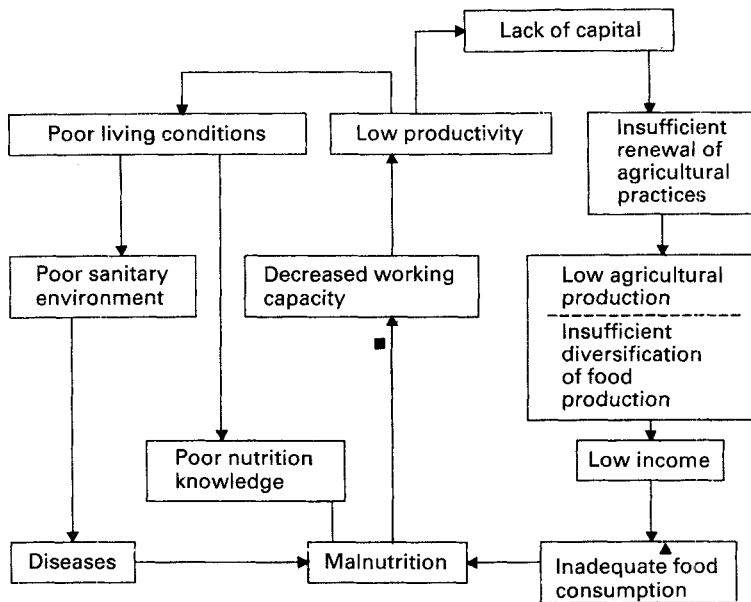 Lack of capital
Poor living conditions
Low productivity
Insufficient
renewal of
agricultural
practices
Poor sanitary
environment
Decreased working
capacity
Low agricultural
production
Insufficient
diversification
of food
production
Poor nutrition
knowledge
Low income
Diseases
Malnutrition
Inadequate food
consumption